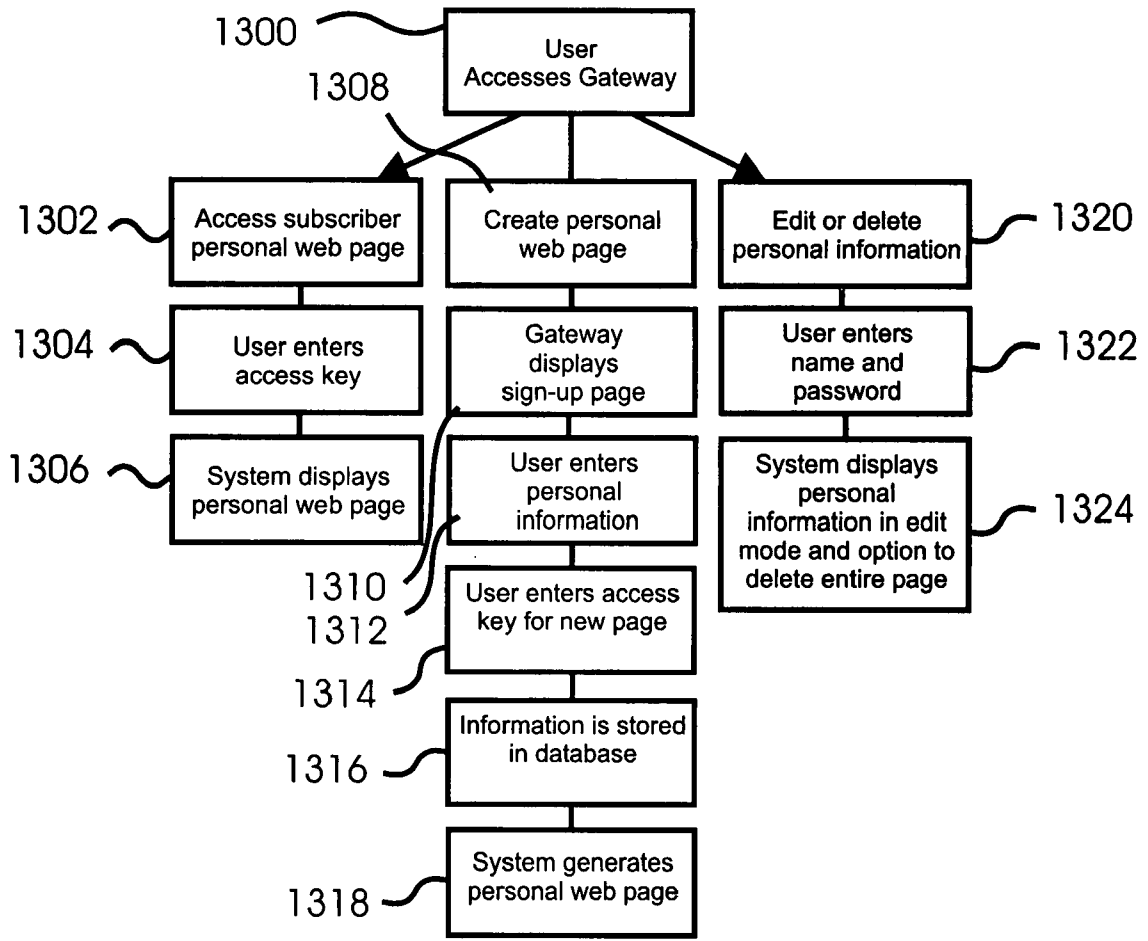 1300
User
Accesses Gateway
1308
1302
Access subscriber
personal web page
Create personal
web page
Edit or delete
personal information
1320
1304
User enters
access key
Gateway
displays
sign-up page
User enters
name and
password
1322
1306
System displays
personal web page
User enters
personal
information
System displays
personal
information in edit
mode and option to
delete entire page
1324
1310
1312
User enters access
key for new page
1314
Information is stored
in database
1316
System generates
personal web page
1318